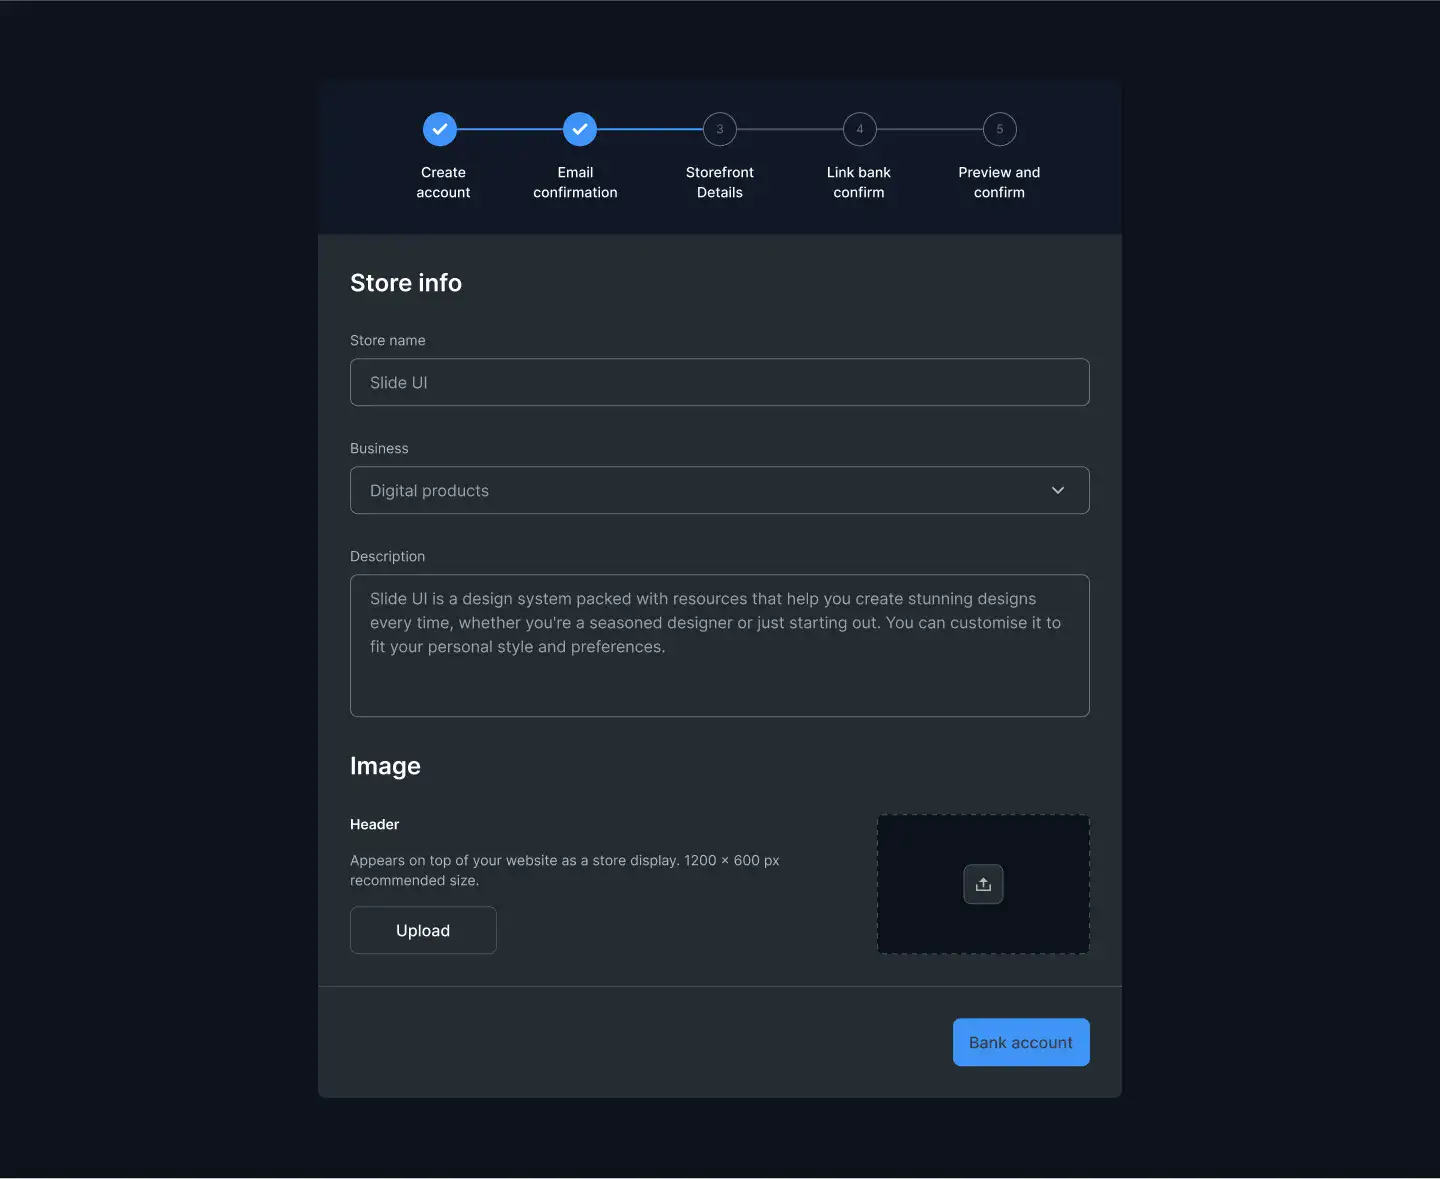 3
4
5
Create
account
Email
confirmation
Storefront
Details
Link bank
confirm
Preview and
confirm
Store info
Store name
Slide UI
Business
Digital products
Description
Slide UI is a design system packed with resources that help you create stunning designs
every time, whether you're a seasoned designer or just starting out. You can customise it to
fit your personal style and preferences.
Image
Header
Appears on top of your website as a store display. 1200 × 600 px
recommended size.
Upload
Bank account